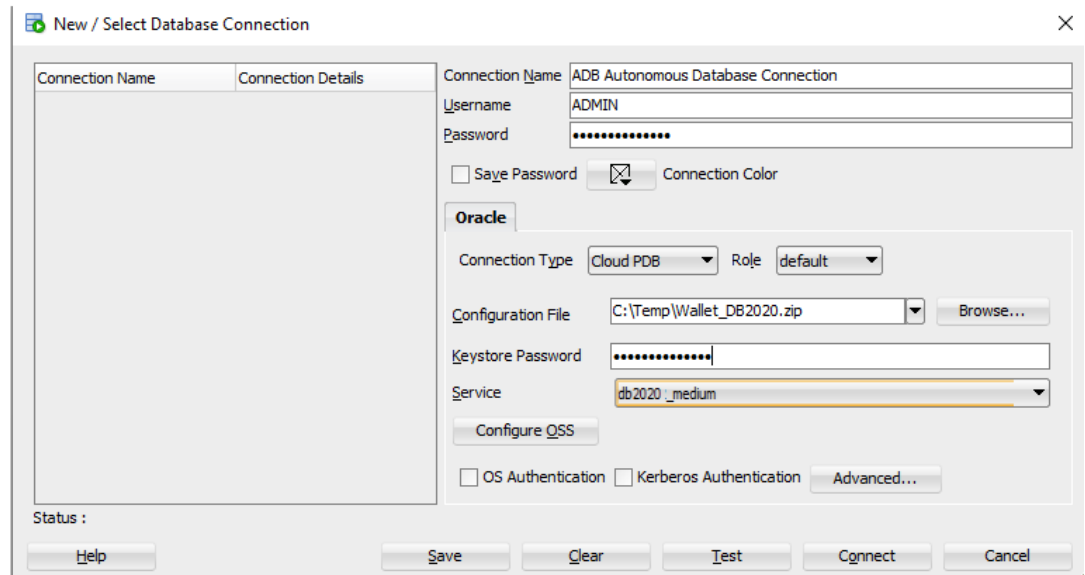 New / Select Database Connection
Connection Name Connection Details
Connection Name ADB Autonomous Database Connection
Username ADMIN
Password ••••••••••••••
Save Password Connection Color
Oracle
Connection Type Cloud PDB Role default
Configuration File C:\Temp\Wallet_DB2020.zip Browse...
Keystore Password ••••••••••••••
Service db2020 :_medium
Configure OSS
OS Authentication Kerberos Authentication Advanced...
Status :
Help Save Clear Test Connect Cancel